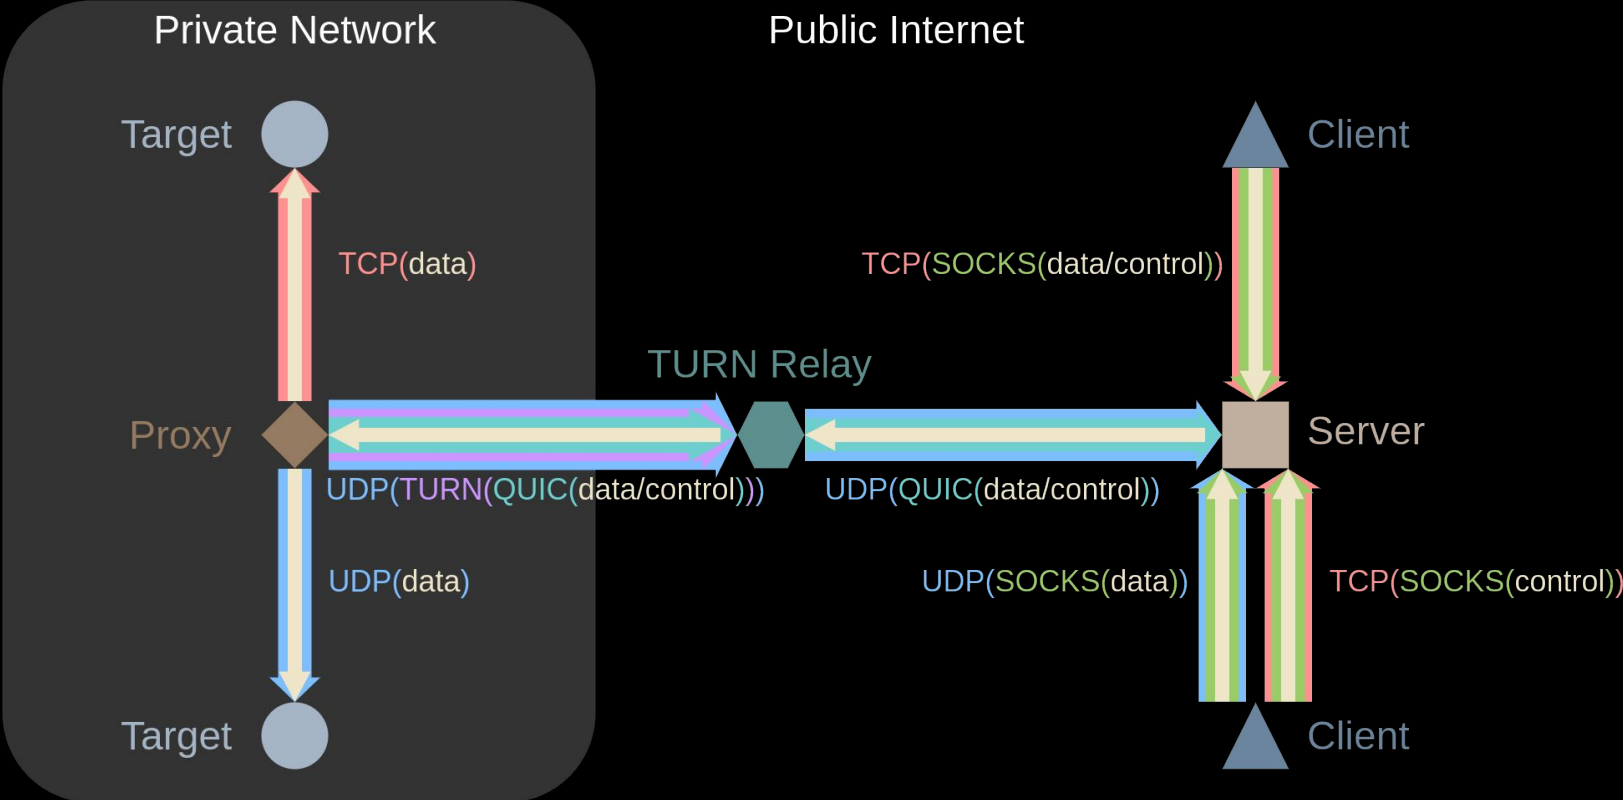 Private Network
Public Internet
Target
Client
TCP(data)
TCP(SOCKS(data/control))
TURN Relay
Proxy
Server
UDP(TURN(QUIC(data/control)))
UDP(QUIC(data/control))
UDP(data)
UDP(SOCKS(data))
TCP(SOCKS(control))
Target
Client